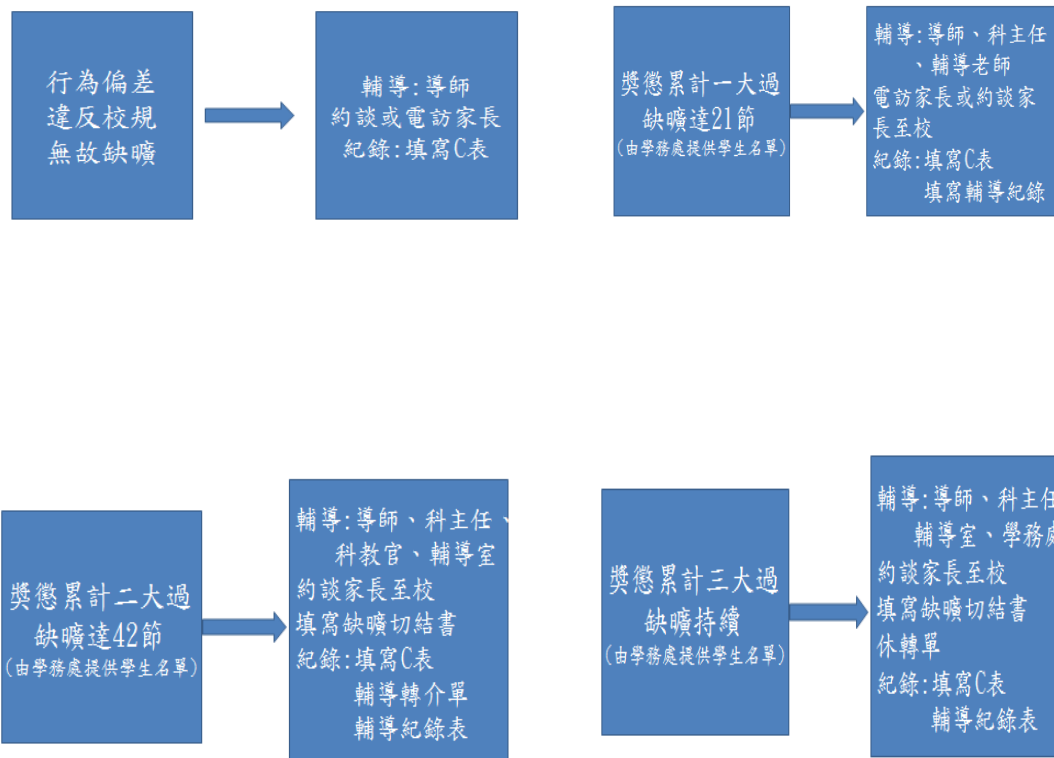 行為偏差
違反校規
無故缺曠
輔導:導師
約談或電訪家長
紀錄:填寫C表
獎懲累計一大過
缺曠達21節
(由學務處提供學生名單)
輔導:導師、科主任
、輔導老師
電訪家長或約談家
長至校
紀錄:填寫C表
填寫輔導紀錄
獎懲累計二大過
缺曠達42節
(由學務處提供學生名單)
輔導:導師、科主任、
科教官、輔導室
約談家長至校
填寫缺曠切結書
紀錄:填寫C表
輔導轉介單
輔導紀錄表
獎懲累計三大過
缺曠持續
(由學務處提供學生名單)
輔導:導師、科主任
輔導室、學務處
約談家長至校
填寫缺曠切結書
休轉單
紀錄:填寫C表
輔導紀錄表